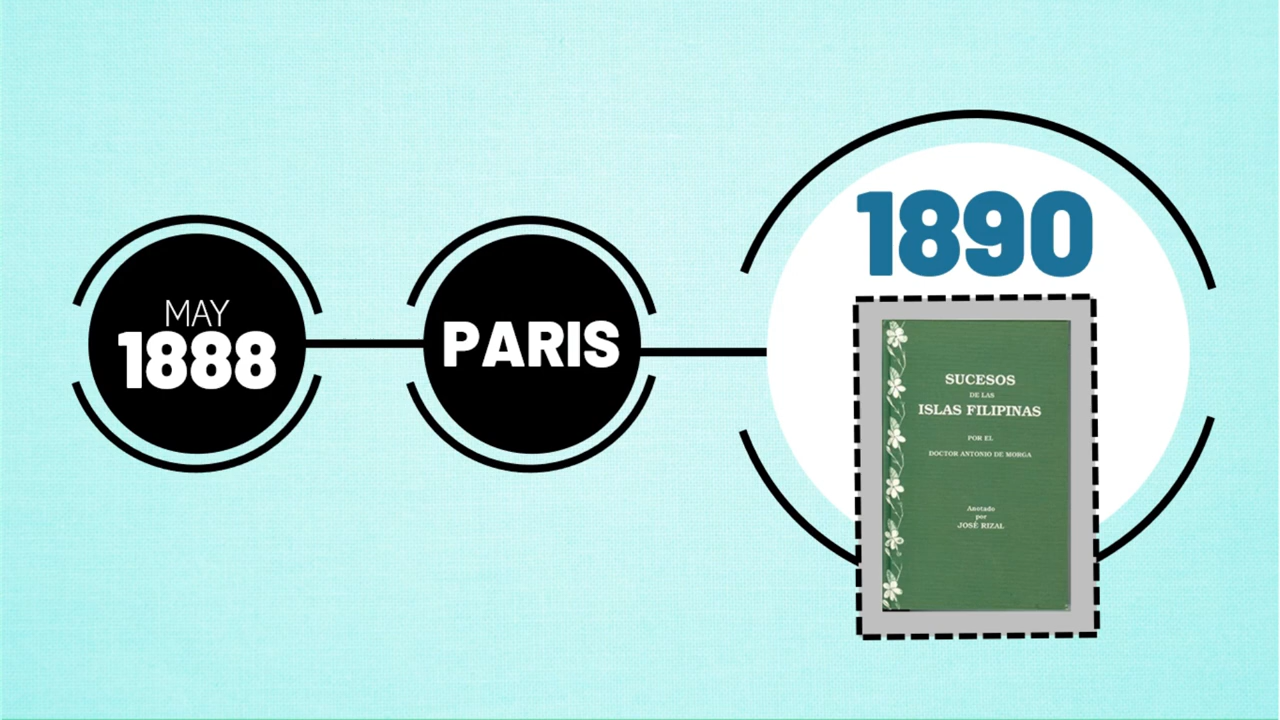 MAY
1888
PARIS
1890
SUCESOS
DE LAS
ISLAS FILIPINAS
POR EL
DOCTOR ANTONIO DE MORGA
Anotado
por
JOSÉ RIZAL